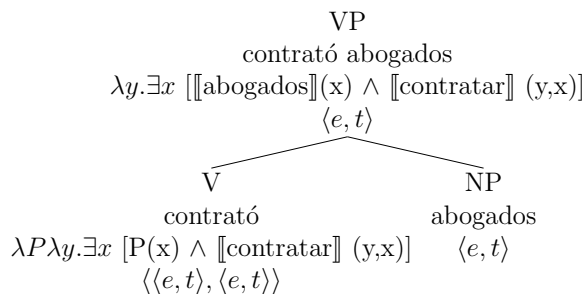 VP
contrató abogados
λy.∃x [⟦abogados⟧(x) ∧ ⟦contratar⟧ (y,x)]
⟨e, t⟩
V
contrató
λPλy.∃x [P(x) ∧ ⟦contratar⟧ (y,x)]
⟨⟨e, t⟩, ⟨e, t⟩⟩
NP
abogados
⟨e, t⟩